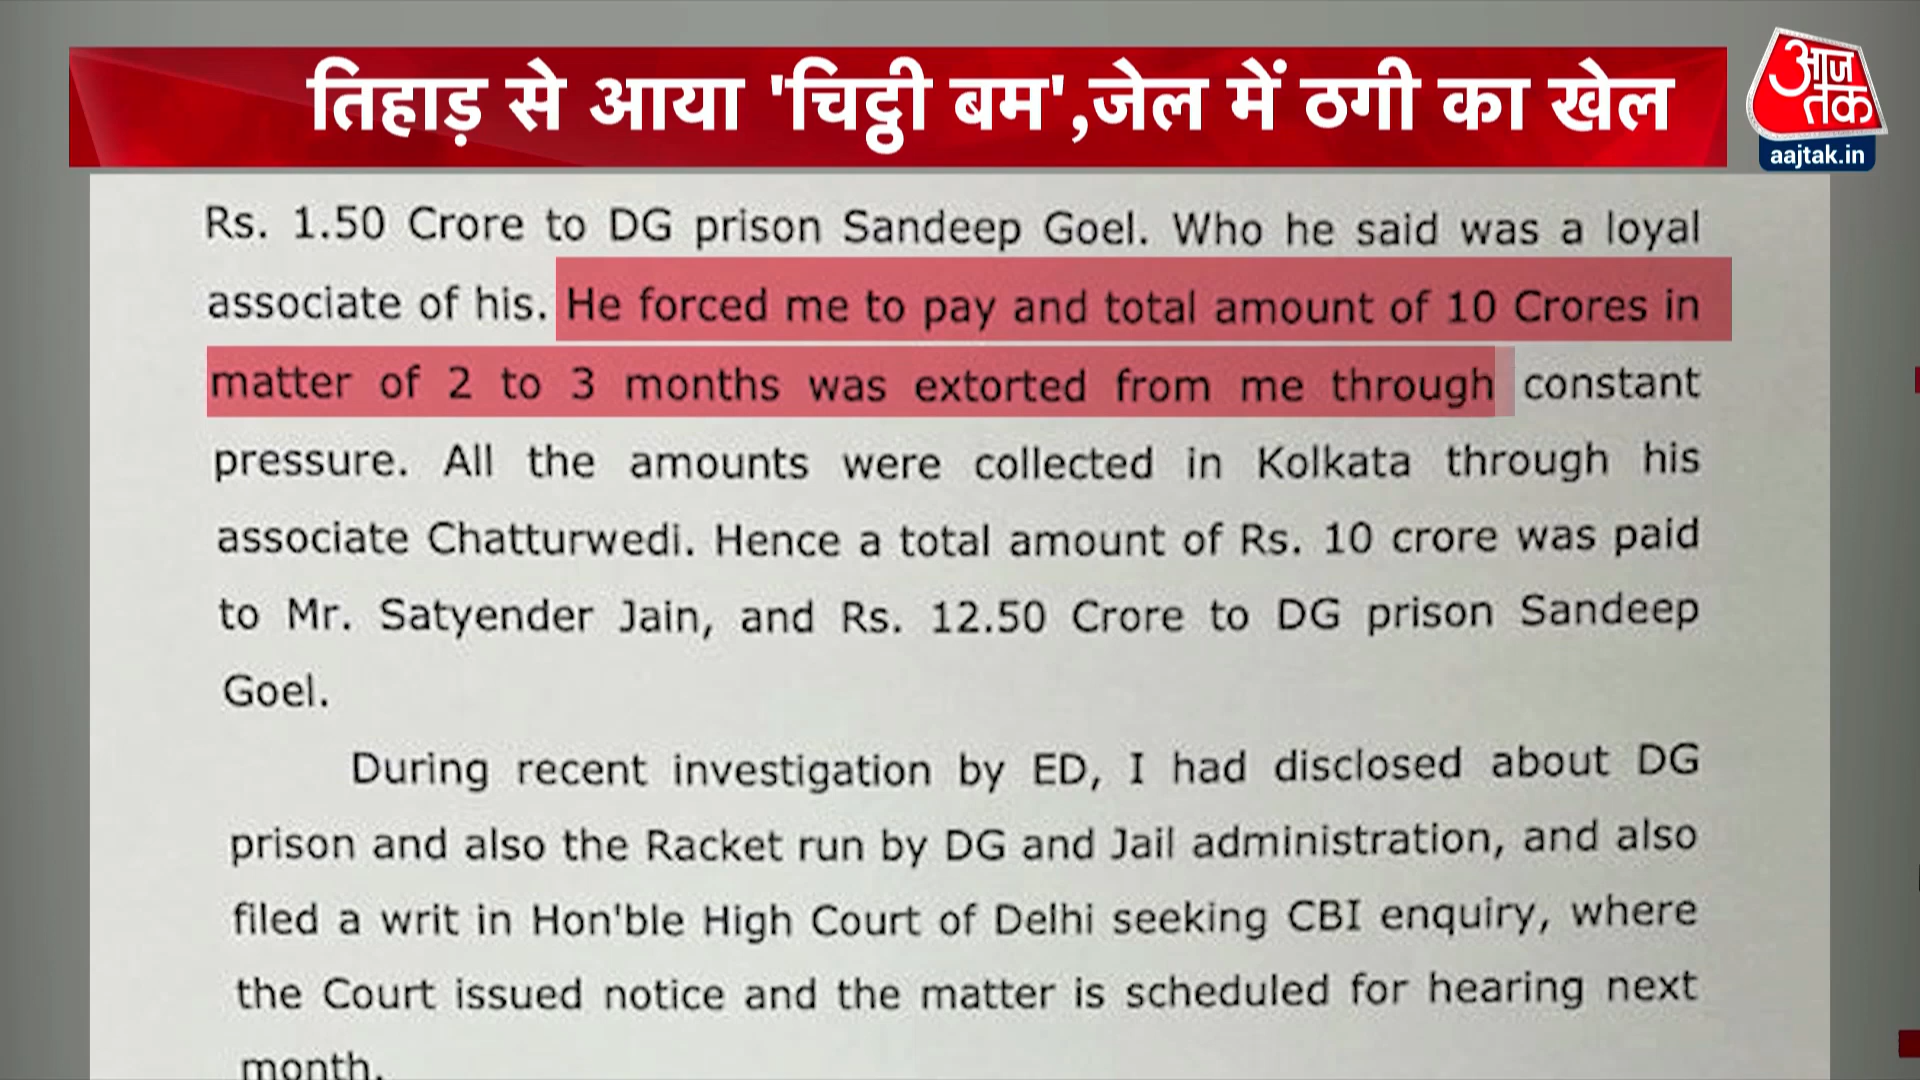 तिहाड़ से आया 'चिट्ठी बम',जेल में ठगी का खेल
आज
तक
aajtak.in
Rs. 1.50 Crore to DG prison Sandeep Goel. Who he said was a loyal
associate of his. He forced me to pay and total amount of 10 Crores in
matter of 2 to 3 months was extorted from me through constant
pressure. All the amounts were collected in Kolkata through his
associate Chatturwedi. Hence a total amount of Rs. 10 crore was paid
to Mr. Satyender Jain, and Rs. 12.50 Crore to DG prison Sandeep
Goel.
During recent investigation by ED, I had disclosed about DG
prison and also the Racket run by DG and Jail administration, and also
filed a writ in Hon'ble High Court of Delhi seeking CBI enquiry, where
the Court issued notice and the matter is scheduled for hearing next
month.